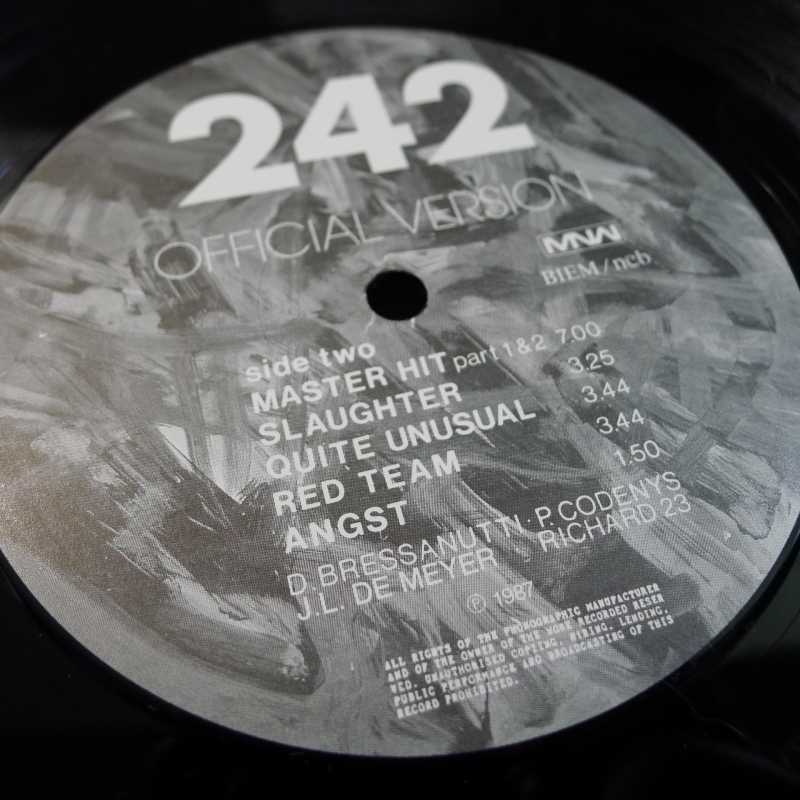 242
OFFICIAL VERSION
MNW
BIEM/ncb
side two
MASTER HIT part 1 & 2 7.00
SLAUGHTER 3.25
QUITE UNUSUAL 3.44
RED TEAM 3.44
ANGST 1.50
D. BRESSANUTTI · P. CODENYS
J.L. DE MEYER RICHARD 23
℗ 1987
ALL RIGHTS OF THE PHONOGRAPHIC MANUFACTURER
AND OF THE OWNER OF THE WORK RECORDED RESER
VED. UNAUTHORISED COPYING, HIRING, LENDING,
PUBLIC PERFORMANCE AND BROADCASTING OF THIS
RECORD PROHIBITED.